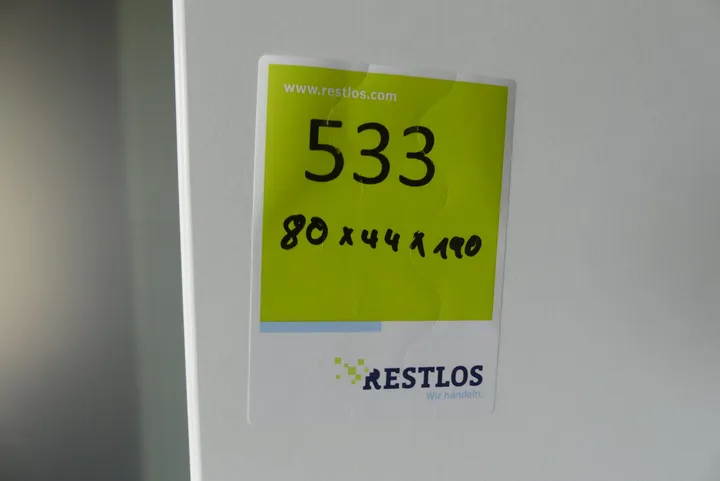 www.restlos.com
533
80 x 44 x 190
RESTLOS
Wir handeln.